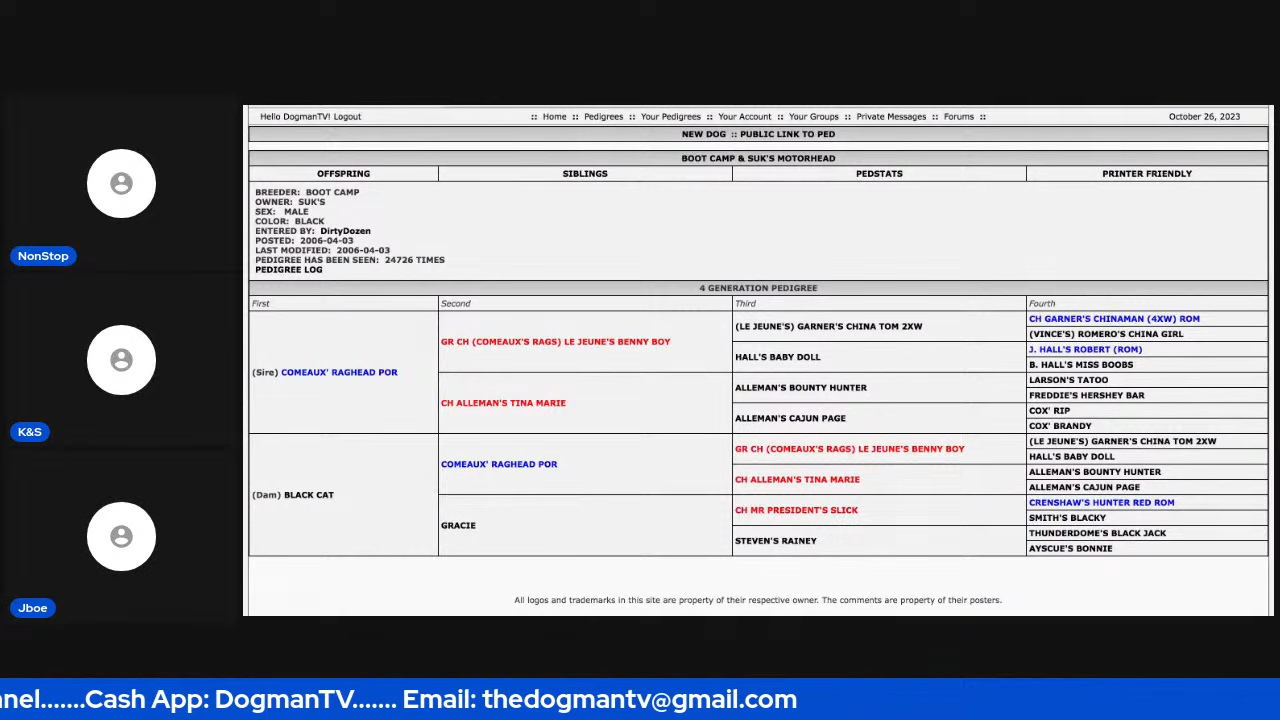 Hello DogmanTV! Logout
:: Home :: Pedigrees :: Your Pedigrees :: Your Account :: Your Groups :: Private Messages :: Forums ::
October 26, 2023
NEW DOG :: PUBLIC LINK TO PED
BOOT CAMP & SUK'S MOTORHEAD
OFFSPRING
SIBLINGS
PEDSTATS
PRINTER FRIENDLY
BREEDER: BOOT CAMP
OWNER: SUK'S
SEX: MALE
COLOR: BLACK
ENTERED BY: DirtyDozen
POSTED: 2006-04-03
LAST MODIFIED: 2006-04-03
PEDIGREE HAS BEEN SEEN: 24726 TIMES
PEDIGREE LOG
4 GENERATION PEDIGREE
First
Second
Third
Fourth
(Sire) COMEAUX' RAGHEAD POR
GR CH (COMEAUX'S RAGS) LE JEUNE'S BENNY BOY
CH ALLEMAN'S TINA MARIE
(LE JEUNE'S) GARNER'S CHINA TOM 2XW
HALL'S BABY DOLL
ALLEMAN'S BOUNTY HUNTER
ALLEMAN'S CAJUN PAGE
CH GARNER'S CHINAMAN (4XW) ROM
(VINCE'S) ROMERO'S CHINA GIRL
J. HALL'S ROBERT (ROM)
B. HALL'S MISS BOOBS
LARSON'S TATOO
FREDDIE'S HERSHEY BAR
COX' RIP
COX' BRANDY
(Dam) BLACK CAT
COMEAUX' RAGHEAD POR
GRACIE
GR CH (COMEAUX'S RAGS) LE JEUNE'S BENNY BOY
CH ALLEMAN'S TINA MARIE
CH MR PRESIDENT'S SLICK
STEVEN'S RAINEY
(LE JEUNE'S) GARNER'S CHINA TOM 2XW
HALL'S BABY DOLL
ALLEMAN'S BOUNTY HUNTER
ALLEMAN'S CAJUN PAGE
CRENSHAW'S HUNTER RED ROM
SMITH'S BLACKY
THUNDERDOME'S BLACK JACK
AYSCUE'S BONNIE
All logos and trademarks in this site are property of their respective owner. The comments are property of their posters.
NonStop
K&S
Jboe
nnel.......Cash App: DogmanTV....... Email: thedogmantv@gmail.com